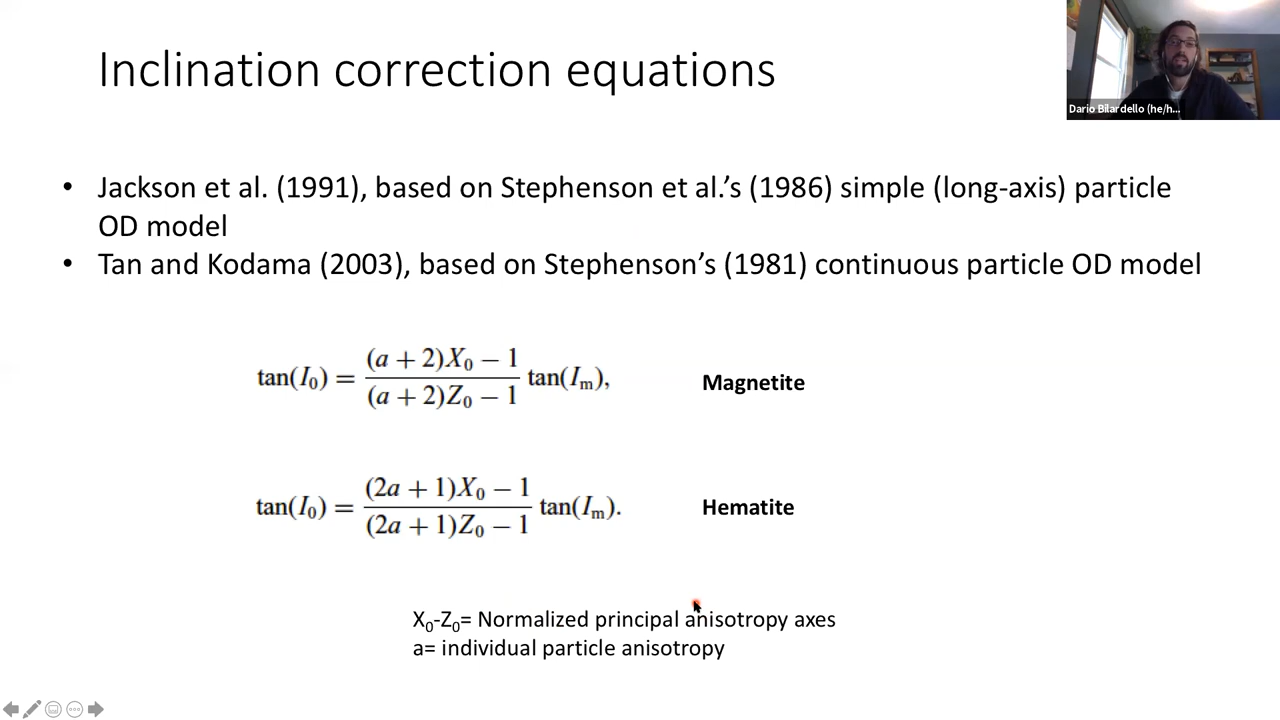 Inclination correction equations
Dario Bilardello (he/h...
• Jackson et al. (1991), based on Stephenson et al.’s (1986) simple (long-axis) particle
OD model
• Tan and Kodama (2003), based on Stephenson’s (1981) continuous particle OD model
tan(I₀) = (a + 2)X₀ − 1 / (a + 2)Z₀ − 1 tan(Iₘ), Magnetite
tan(I₀) = (2a + 1)X₀ − 1 / (2a + 1)Z₀ − 1 tan(Iₘ). Hematite
X₀-Z₀= Normalized principal anisotropy axes
a= individual particle anisotropy